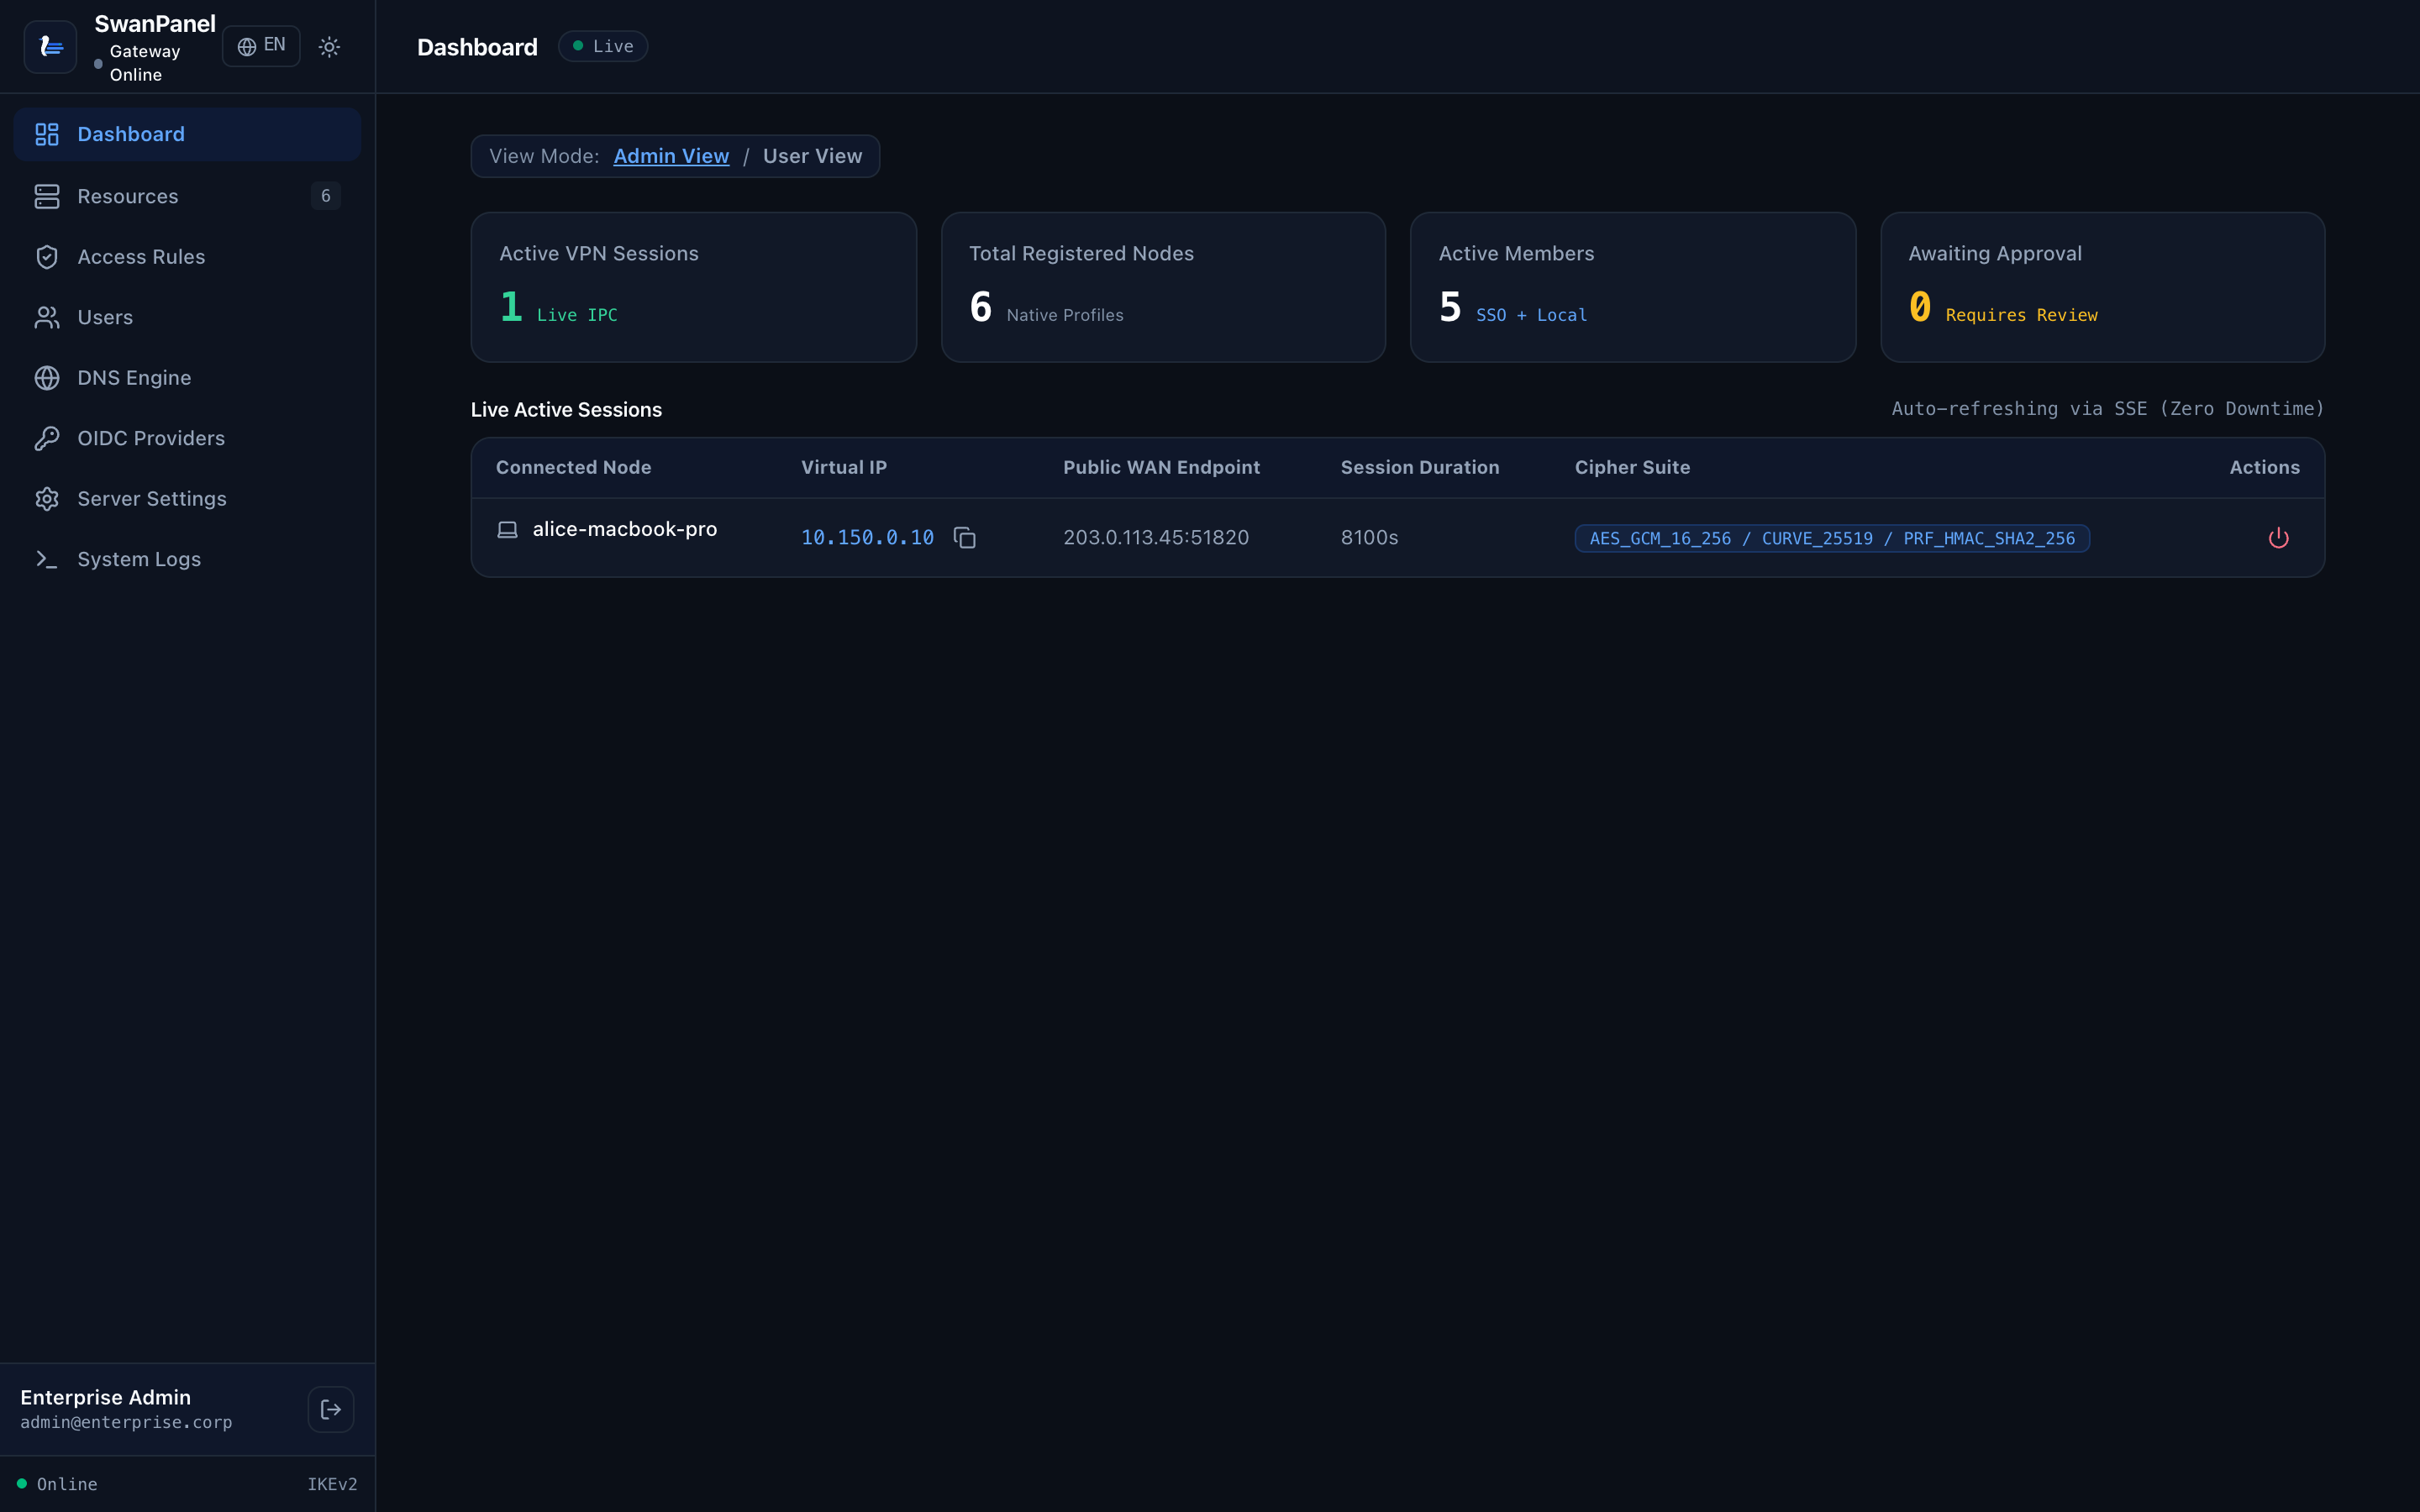 SwanPanel
Gateway
Online
EN
Dashboard
Live
Dashboard
Resources
6
Access Rules
Users
DNS Engine
OIDC Providers
Server Settings
System Logs
View Mode: Admin View / User View
Active VPN Sessions
1 Live IPC
Total Registered Nodes
6 Native Profiles
Active Members
5 SSO + Local
Awaiting Approval
0 Requires Review
Live Active Sessions
Auto-refreshing via SSE (Zero Downtime)
Connected Node Virtual IP Public WAN Endpoint Session Duration Cipher Suite Actions
alice-macbook-pro 10.150.0.10 203.0.113.45:51820 8100s AES_GCM_16_256 / CURVE_25519 / PRF_HMAC_SHA2_256
Enterprise Admin
admin@enterprise.corp
Online
IKEv2